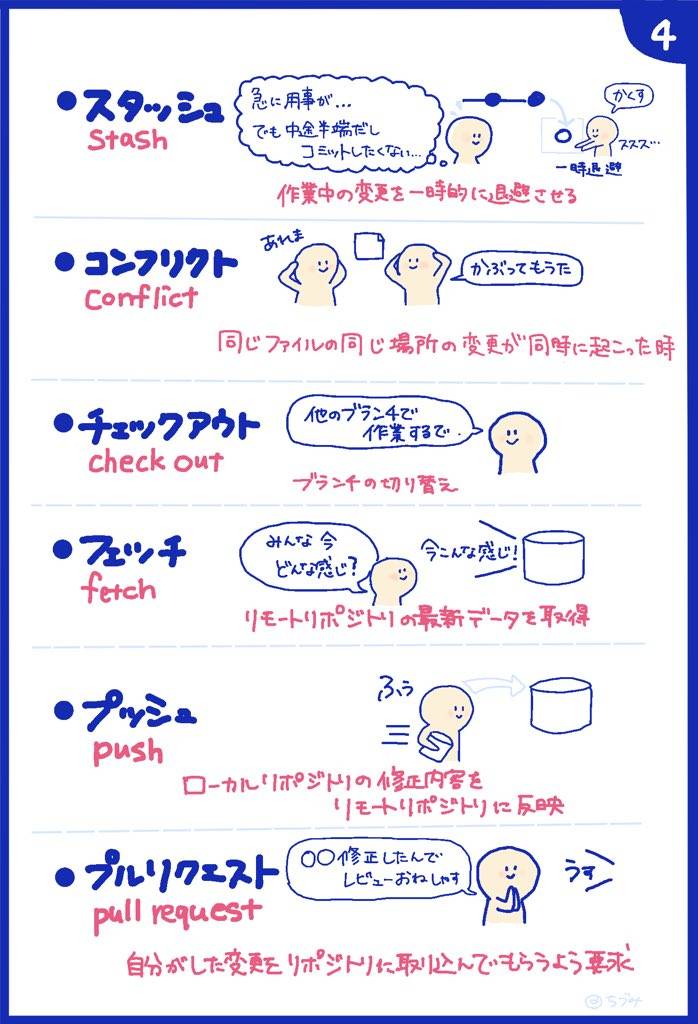 4
●スタッシュ
stash
急に用事が...
でも中途半端だし
コミットしたくない...
かくす
ススス...
一時退避
作業中の変更を一時的に退避させる
●コンフリクト
conflict
あれま
かぶってもうた
同じファイルの同じ場所の変更が同時に起こった時
●チェックアウト
check out
他のブランチで
作業するで.
ブランチの切り替え
●フェッチ
fetch
みんな今
どんな感じ?
今こんな感じ!
リモートリポジトリの最新データを取得
●プッシュ
push
ふぅ
ローカルリポジトリの修正内容を
リモートリポジトリに反映
●プルリクエスト
pull request
○○修正したんで
レビューおねしゃす
うす
自分がした変更をリポジトリに取り込んでもらうよう要求
@ちづみ